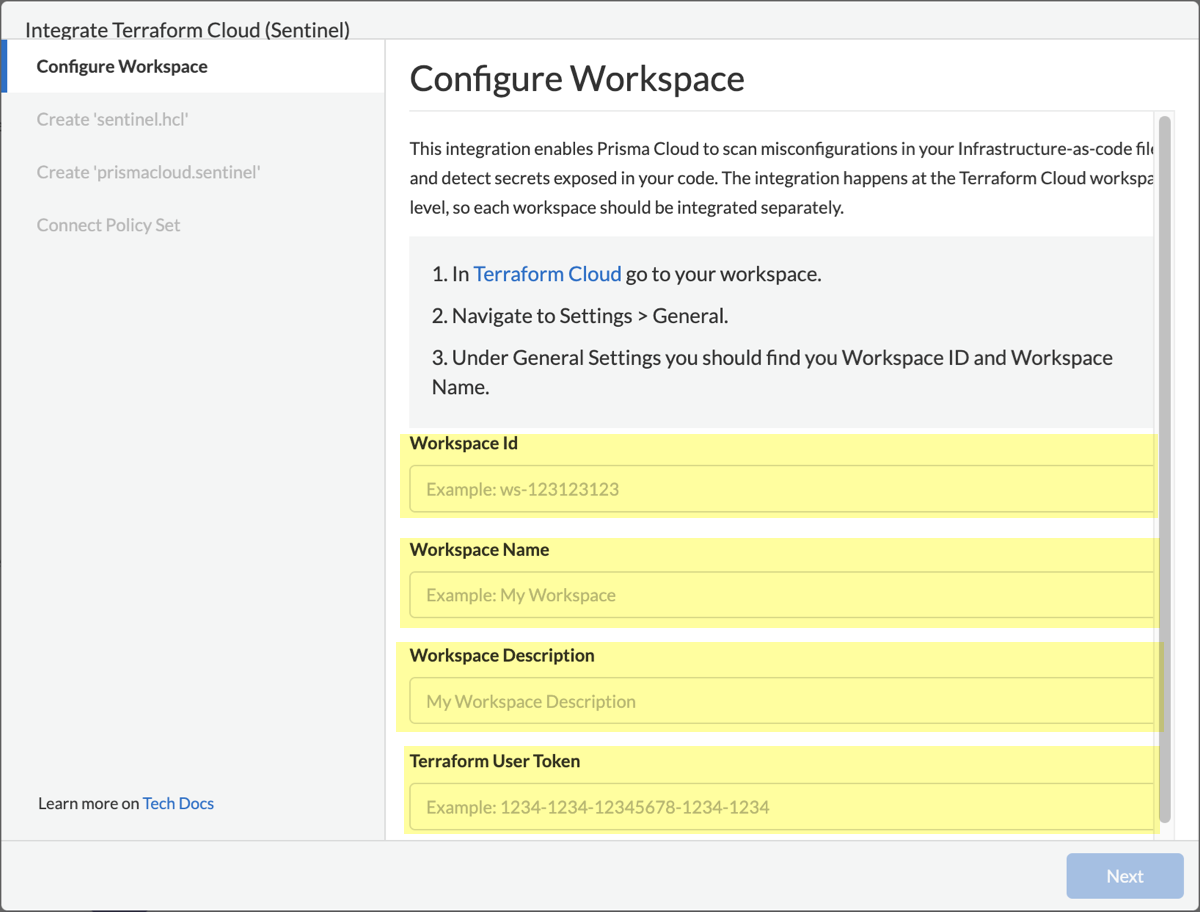 Integrate Terraform Cloud (Sentinel)
Configure Workspace
Create 'sentinel.hcl'
Create 'prismacloud.sentinel'
Connect Policy Set
Learn more on Tech Docs
Configure Workspace
This integration enables Prisma Cloud to scan misconfigurations in your Infrastructure-as-code file
and detect secrets exposed in your code. The integration happens at the Terraform Cloud workspa
level, so each workspace should be integrated separately.
1. In Terraform Cloud go to your workspace.
2. Navigate to Settings > General.
3. Under General Settings you should find you Workspace ID and Workspace
Name.
Workspace Id
Example: ws-123123123
Workspace Name
Example: My Workspace
Workspace Description
My Workspace Description
Terraform User Token
Example: 1234-1234-12345678-1234-1234
Next